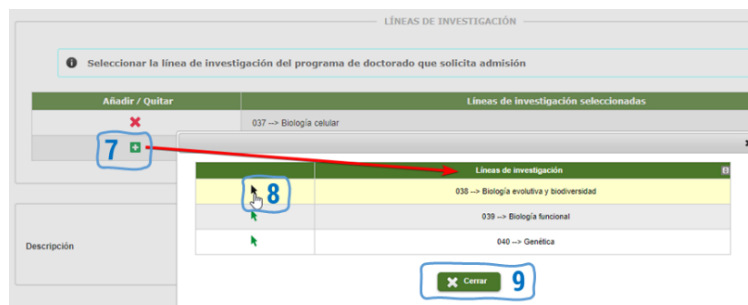 LÍNEAS DE INVESTIGACIÓN
Seleccionar la línea de investigación del programa de doctorado que solicita admisión
Añadir / Quitar
Líneas de investigación seleccionadas
037 --> Biología celular
7
Líneas de investigación
8
038 --> Biología evolutiva y biodiversidad
039 --> Biología funcional
040 --> Genética
Descripción
Cerrar
9